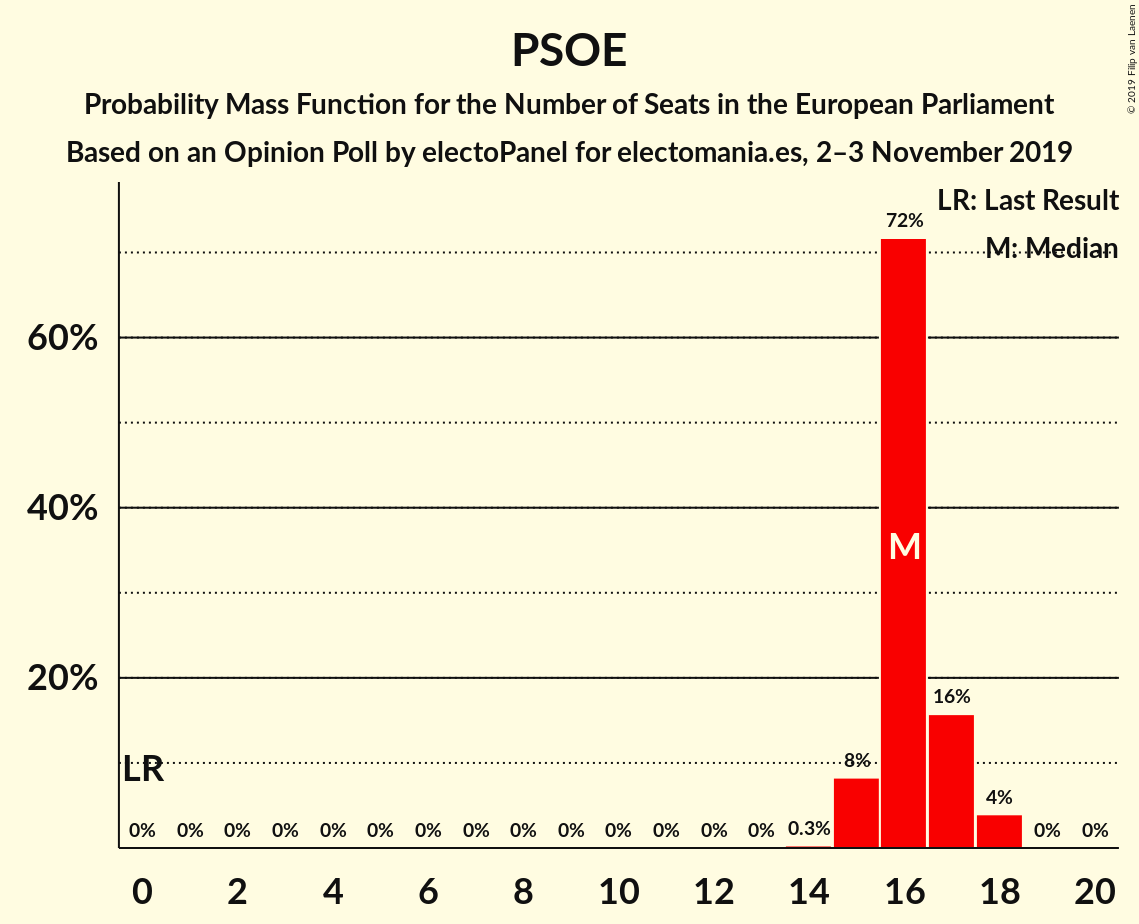 PSOE
Probability Mass Function for the Number of Seats in the European Parliament
Based on an Opinion Poll by electoPanel for electomania.es, 2–3 November 2019
© 2019 Filip van Laenen
LR: Last Result
M: Median
72%
60%
40%
M
20%
16%
LR
8%
4%
0% 0% 0% 0% 0% 0% 0% 0% 0% 0% 0% 0% 0% 0% 0.3% 0% 0%
0 2 4 6 8 10 12 14 16 18 20